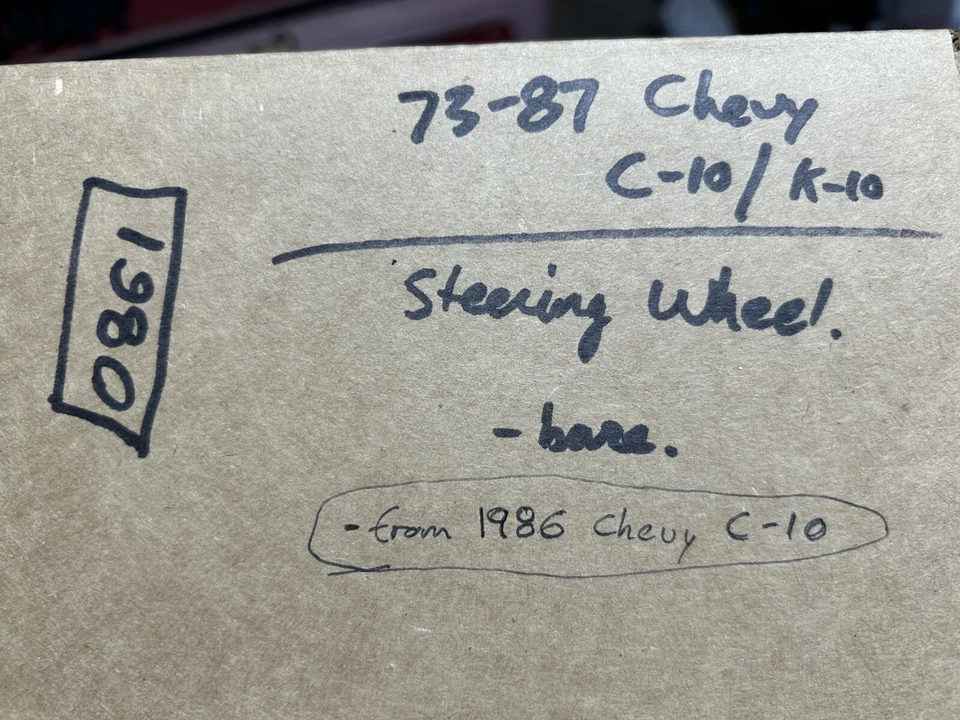 73-87 Chevy
C-10/K-10
Steering Wheel.
- bare.
- from 1986 Chevy C-10
1980